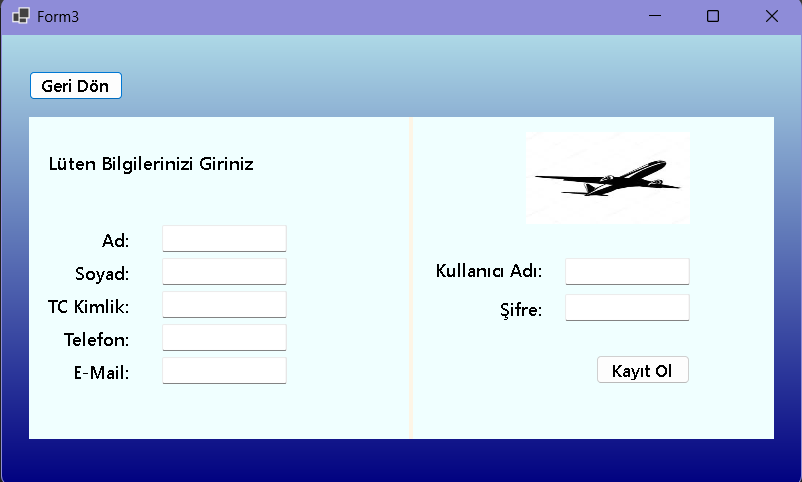 Form3
Geri Dön
Lüten Bilgilerinizi Giriniz
Ad:
Soyad:
TC Kimlik:
Telefon:
E-Mail:
Kullanıcı Adı:
Şifre:
Kayıt Ol